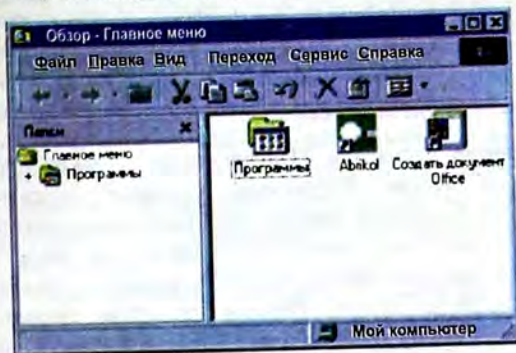 Обзор - Главное меню
Файл Правка Вид Переход Сервис Справка
Папки
Главное меню
Программы
Программы
Abrikol
Создать документ
Office
Мой компьютер